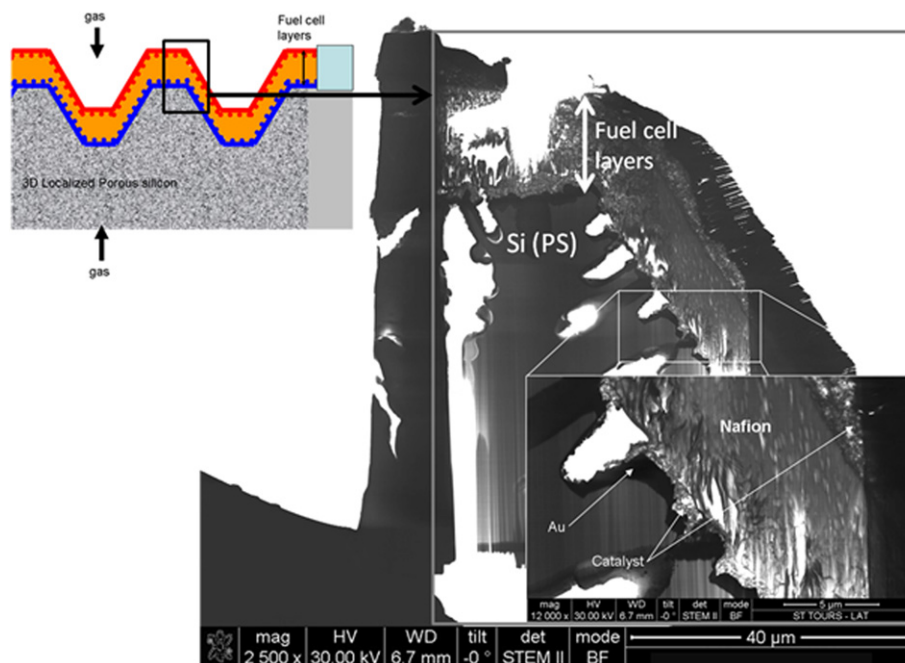 gas
Fuel cell
layers
3D Localized Porous silicon
gas
Fuel cell
layers
Si (PS)
Nafion
Au
Catalyst
mag HV WD tilt det mode 5 µm
12 000 x 30.00 kV 6.7 mm -0 ° STEM II BF ST TOURS - LAT
mag HV WD tilt det mode 40 µm
2 500 x 30.00 kV 6.7 mm -0 ° STEM II BF